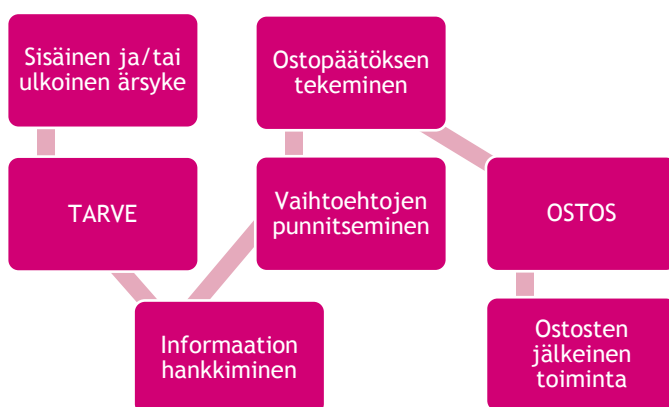 Sisäinen ja/tai
ulkoinen ärsyke
TARVE
Informaation
hankkiminen
Vaihtoehtojen
punnitseminen
Ostopäätöksen
tekeminen
OSTOS
Ostosten
jälkeinen
toiminta